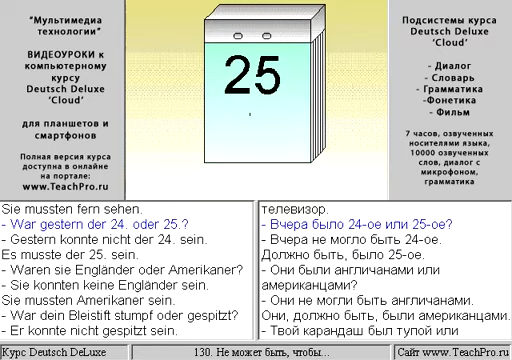 "Мультимедиа
технологии"
ВИДЕОУРОКИ к
компьютерному
курсу
Deutsch Deluxe
'Cloud'
для планшетов и
смартфонов
Полная версия курса
доступна в онлайне
на портале:
www.TeachPro.ru
25
Подсистемы курса
Deutsch Deluxe
'Cloud'
- Диалог
- Словарь
- Грамматика
-Фонетика
- Фильм
7 часов, озвученных
носителями языка,
10000 озвученных
слов, диалог с
микрофоном,
грамматика
Sie mussten fern sehen.
- War gestern der 24. oder 25.?
- Gestern konnte nicht der 24. sein.
Es musste der 25. sein.
- Waren sie Engländer oder Amerikaner?
- Sie konnten keine Engländer sein.
Sie mussten Amerikaner sein.
- War dein Bleistift stumpf oder gespitzt?
- Er konnte nicht gespitzt sein.
телевизор.
- Вчера было 24-ое или 25-ое?
- Вчера не могло быть 24-ое.
Должно быть, было 25-ое.
- Они были англичанами или
американцами?
- Они не могли быть англичанами.
Они, должно быть, были американцами.
- Твой карандаш был тупой или
Курс Deutsch DeLuxe
130. Не может быть, чтобы...
Сайт www.TeachPro.ru